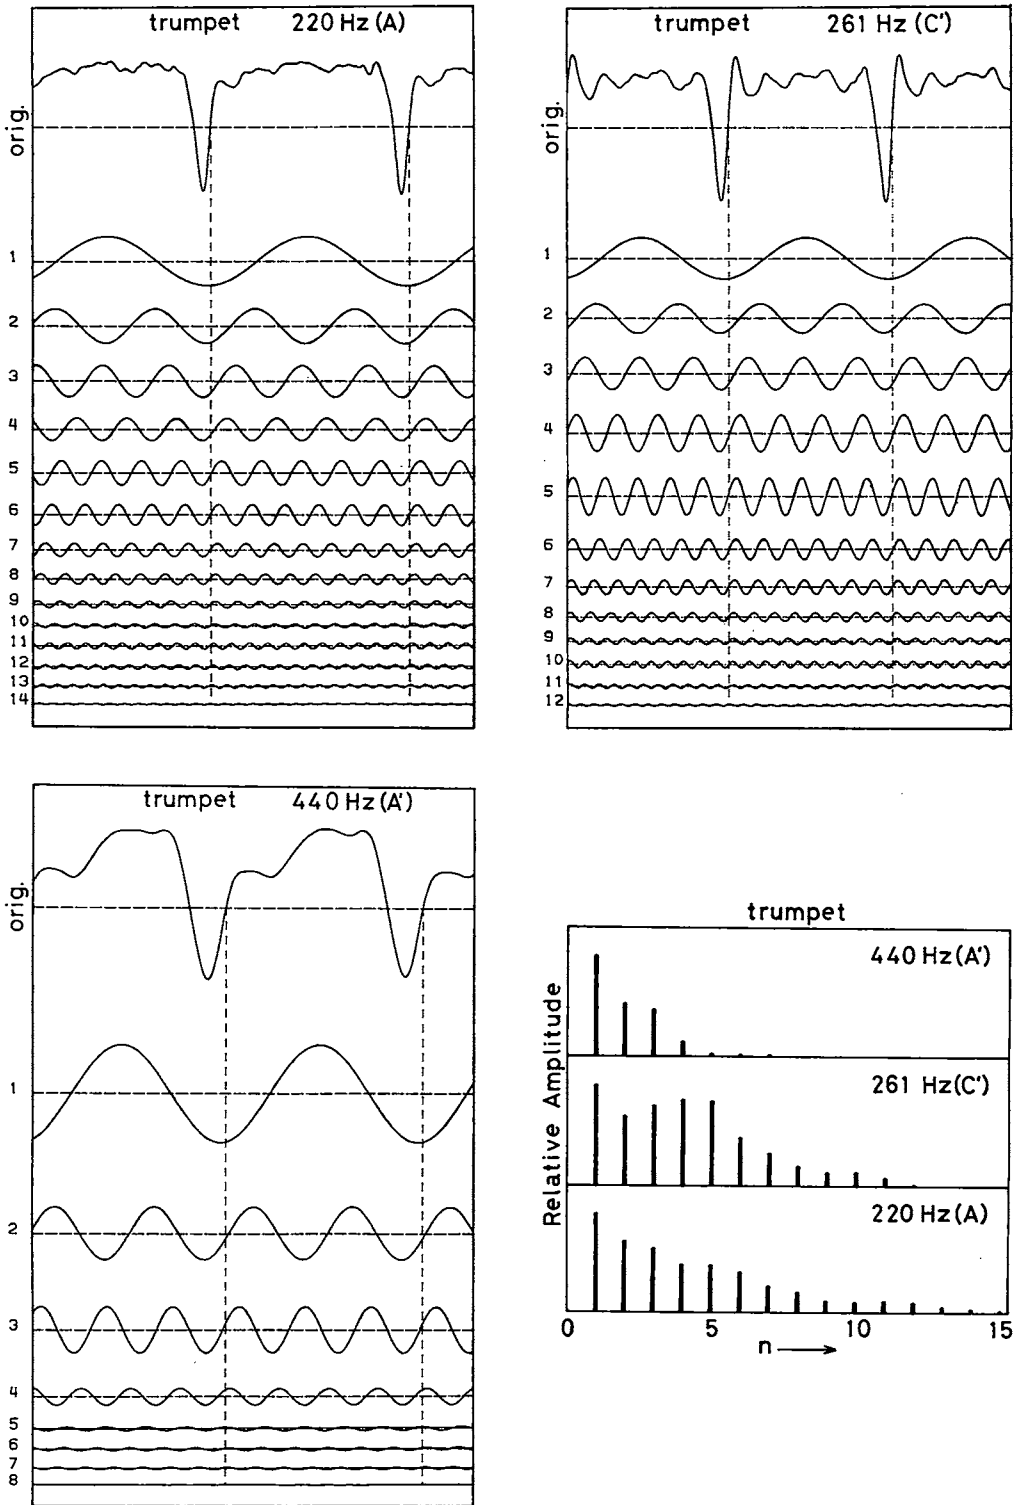 trumpet 220 Hz (A)
orig.
1
2
3
4
5
6
7
8
9
10
11
12
13
14
trumpet 261 Hz (C')
orig.
1
2
3
4
5
6
7
8
9
10
11
12
trumpet 440 Hz (A')
orig.
1
2
3
4
5
6
7
8
trumpet
Relative Amplitude
440 Hz (A')
261 Hz (C')
220 Hz (A)
0 5 10 15
n →